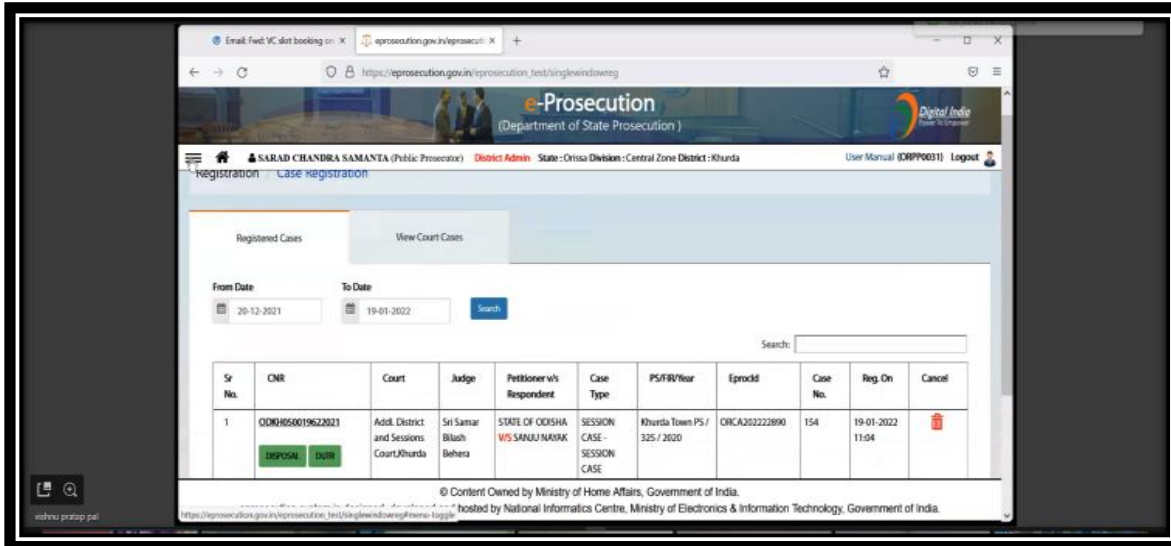 Email: Fwd: VC slot booking on
eprosecution.gov.in/eprosecuti
https://eprosecution.gov.in/eprosecution_test/singlewindowreg
e-Prosecution
(Department of State Prosecution )
Digital India
Power To Empower
SARAD CHANDRA SAMANTA (Public Prosecutor) District Admin State : Orissa Division : Central Zone District : Khurda User Manual (ORPP0031) Logout
Registration / Case Registration
Registered Cases View Court Cases
From Date To Date
20-12-2021 19-01-2022 Search
Search:
Sr No. CNR Court Judge Petitioner v/s Respondent Case Type PS/FIR/Year EprocId Case No. Reg. On Cancel
1 ODKH050019622021 Addl. District and Sessions Court,Khurda Sri Samar Bilash Behera STATE OF ODISHA V/S SANJU NAYAK SESSION CASE - SESSION CASE Khurda Town PS / 325 / 2020 ORCA202222890 154 19-01-2022 11:04
DISPOSAL DUTR
© Content Owned by Ministry of Home Affairs, Government of India.
hosted by National Informatics Centre, Ministry of Electronics & Information Technology, Government of India.
https://eprosecution.gov.in/eprosecution_test/singlewindowreg#menu-toggle
vishnu pratap pal